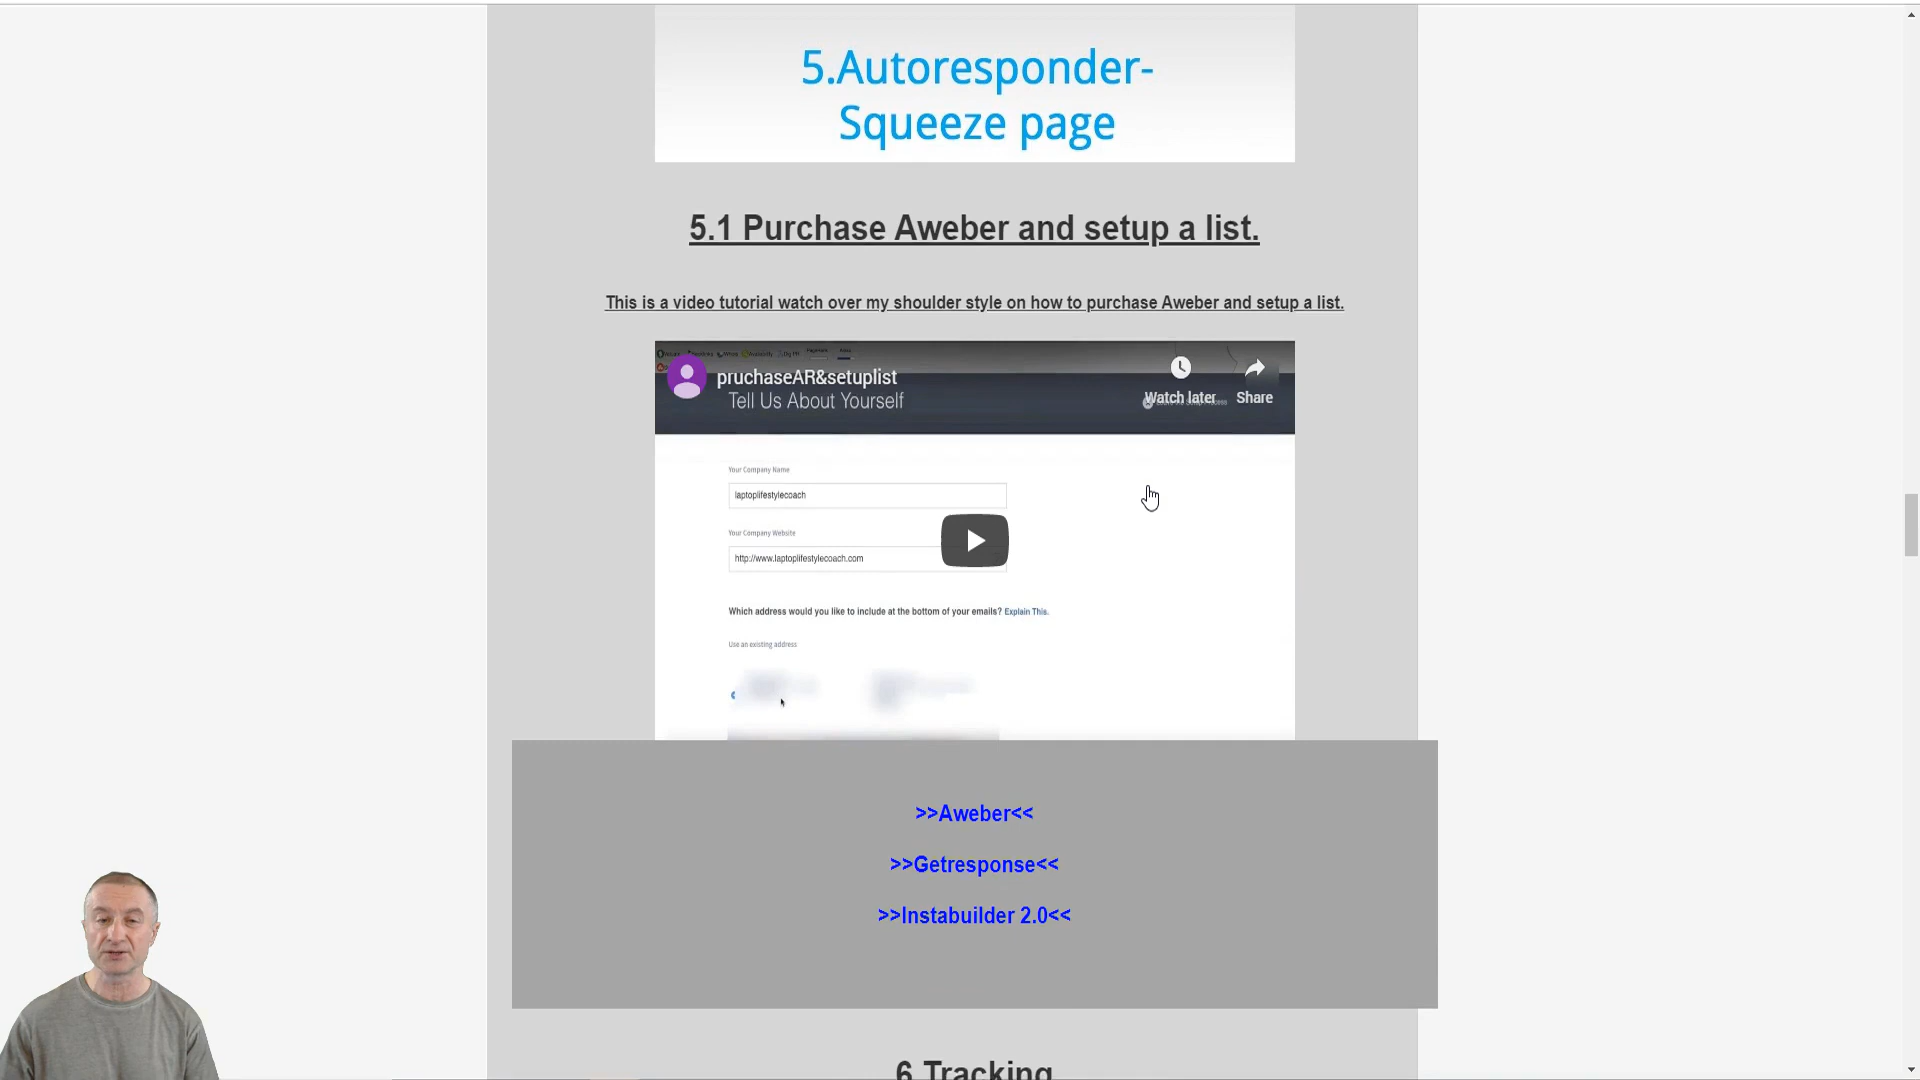 5.Autoresponder-
Squeeze page
5.1 Purchase Aweber and setup a list.
This is a video tutorial watch over my shoulder style on how to purchase Aweber and setup a list.
pruchaseAR&setuplist
Tell Us About Yourself
Watch later
Share
Your Company Name
laptoplifestylecoach
Your Company Website
http://www.laptoplifestylecoach.com
Which address would you like to include at the bottom of your emails? Explain This.
Use an existing address
>>Aweber<<
>>Getresponse<<
>>Instabuilder 2.0<<
6 Tracking